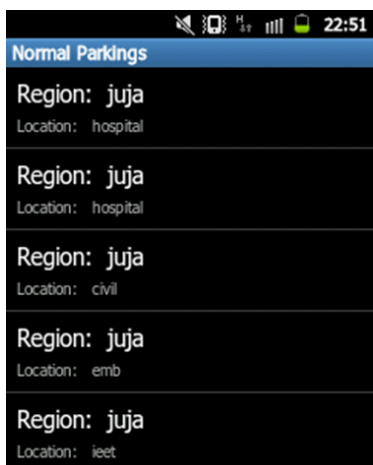 H 22:51
Normal Parkings
Region: juja
Location: hospital
Region: juja
Location: hospital
Region: juja
Location: civil
Region: juja
Location: emb
Region: juja
Location: ieet